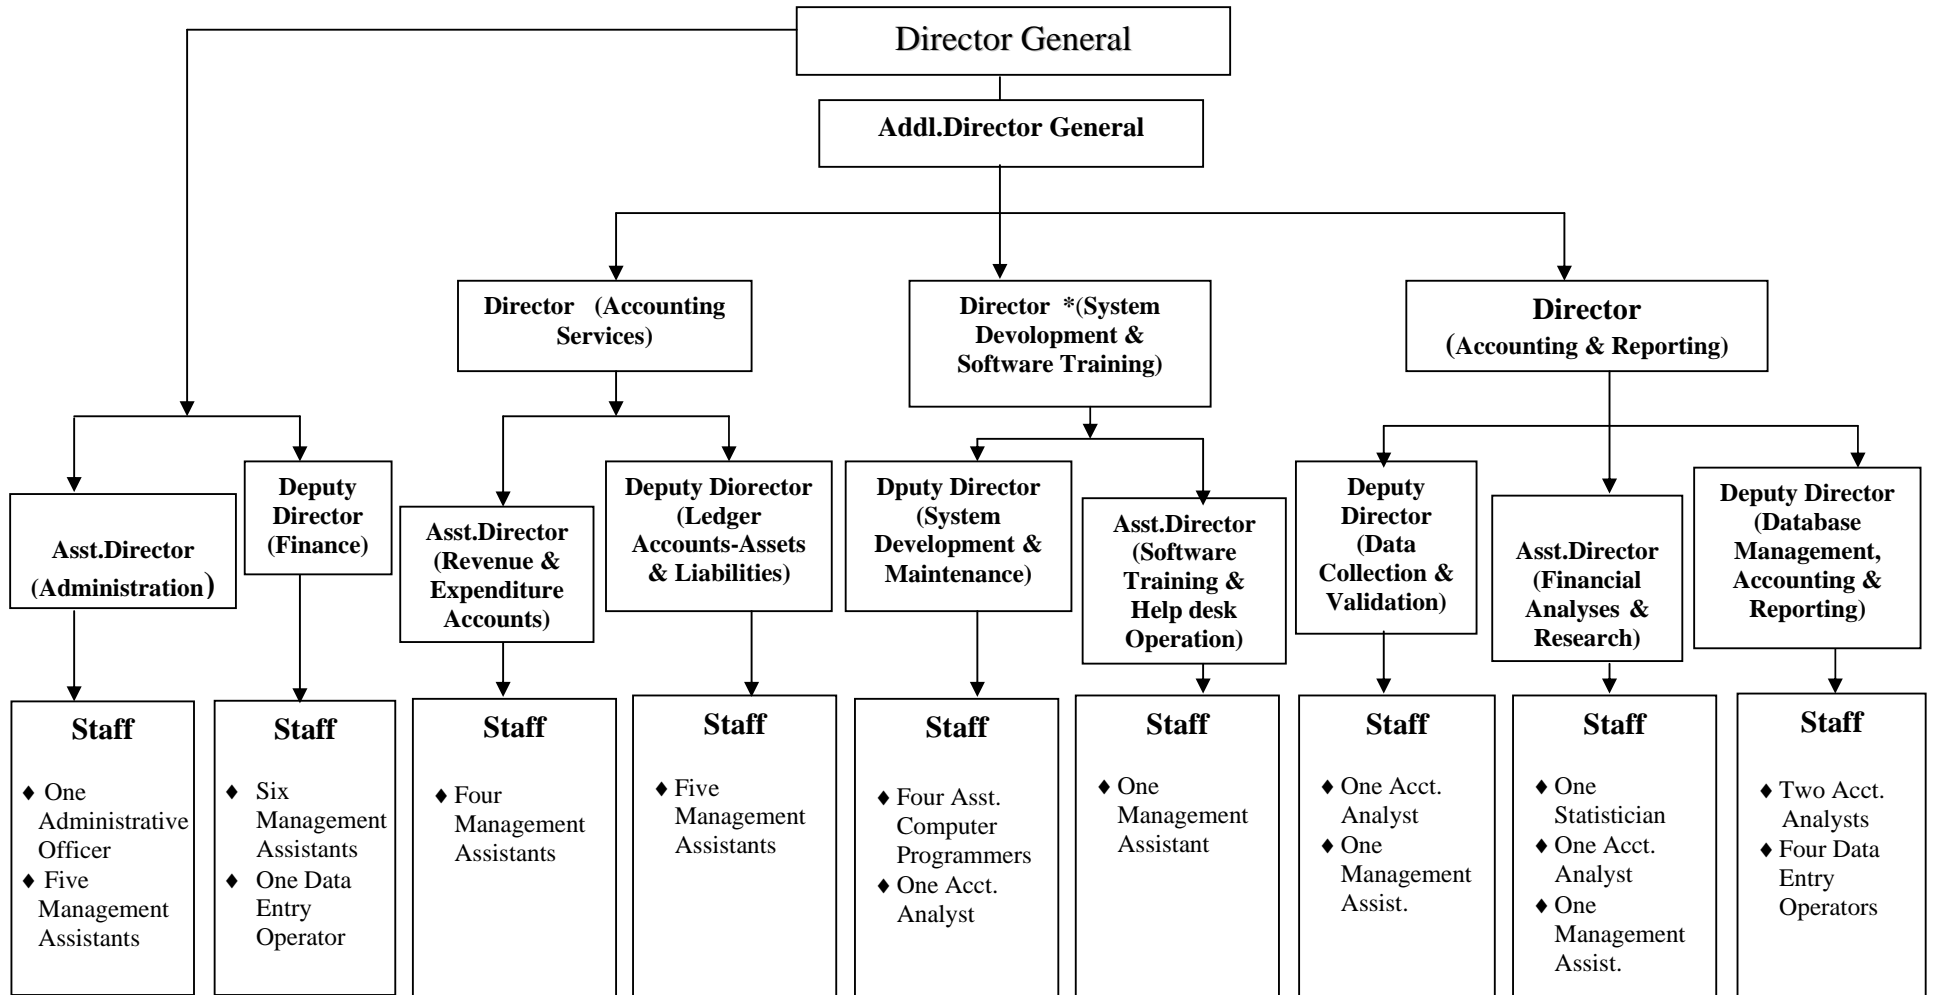 Director General
Addl.Director General
Director (Accounting
Services)
Director *(System
Devolopment &
Software Training)
Director
(Accounting & Reporting)
Asst.Director
(Administration)
Deputy
Director
(Finance)
Asst.Director
(Revenue &
Expenditure
Accounts)
Deputy Diorector
(Ledger
Accounts-Assets
& Liabilities)
Dputy Director
(System
Development &
Maintenance)
Asst.Director
(Software
Training &
Help desk
Operation)
Deputy
Director
(Data
Collection &
Validation)
Asst.Director
(Financial
Analyses &
Research)
Deputy Director
(Database
Management,
Accounting &
Reporting)
Staff
♦ One
Administrative
Officer
♦ Five
Management
Assistants
Staff
♦ Six
Management
Assistants
♦ One Data
Entry
Operator
Staff
♦ Four
Management
Assistants
Staff
♦ Five
Management
Assistants
Staff
♦ Four Asst.
Computer
Programmers
♦ One Acct.
Analyst
Staff
♦ One
Management
Assistant
Staff
♦ One Acct.
Analyst
♦ One
Management
Assist.
Staff
♦ One
Statistician
♦ One Acct.
Analyst
♦ One
Management
Assist.
Staff
♦ Two Acct.
Analysts
♦ Four Data
Entry
Operators